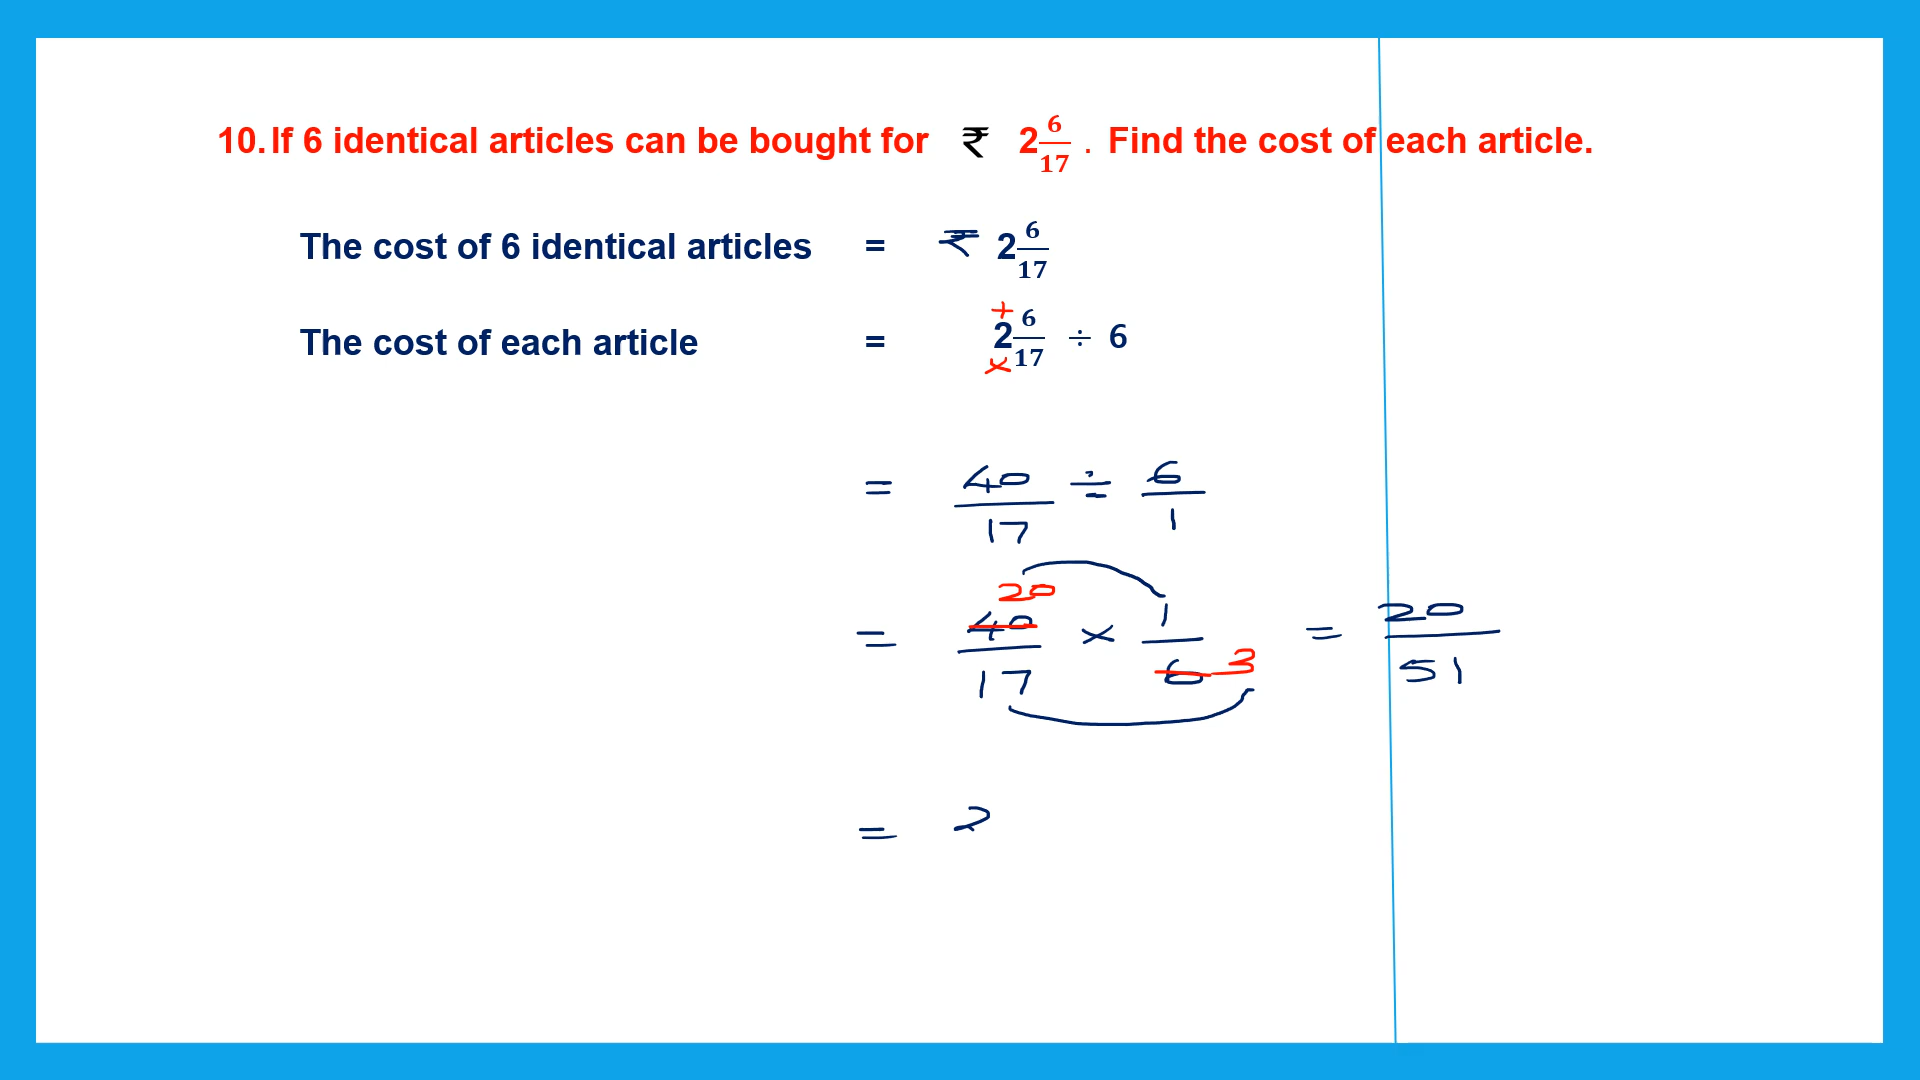 10. If 6 identical articles can be bought for ₹ 2 6/17 . Find the cost of each article.
The cost of 6 identical articles = ₹ 2 6/17
The cost of each article = 2 6/17 ÷ 6
+
×
= 40/17 ÷ 6/1
20
= 40/17 × 1/6 3 = 20/51
=